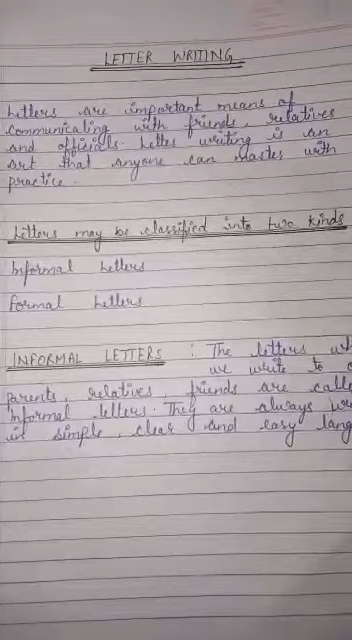 LETTER WRITING
Letters are important means of
communicating with friends, relatives
and officials. Letter writing is an
art that anyone can master with
practice.
Letters may be classified into two kinds
Informal Letters
Formal Letters
INFORMAL LETTERS : The letters
we write to
parents, relatives, friends are
informal letters. They are always
in simple, clear and easy